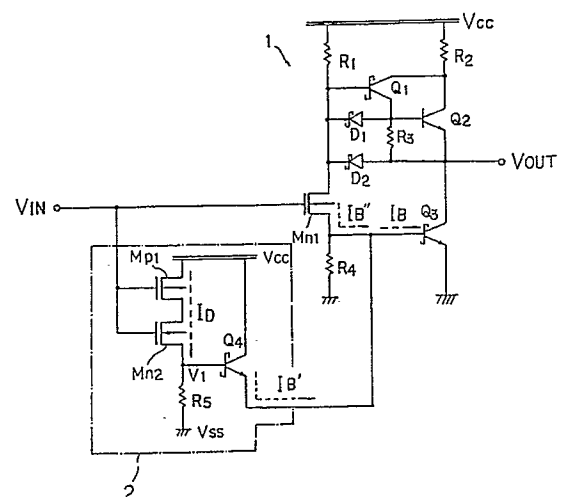 Vcc
1
R1
R2
Q1
Q2
D1
R3
D2
VOUT
VIN
IB"
IB
Q3
Mn1
Mp1
Vcc
R4
ID
Q4
Mn2
V1
IB'
R5
Vss
2